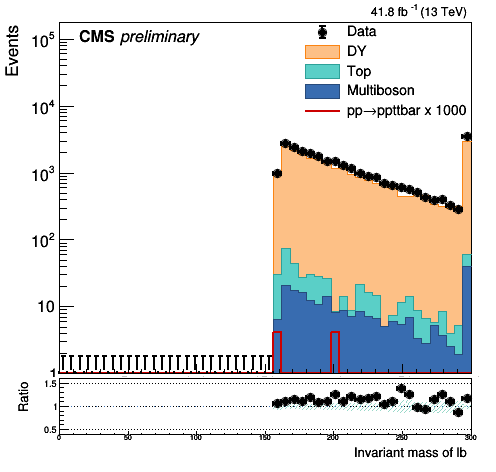 41.8 fb⁻¹ (13 TeV)
CMS preliminary
Data
DY
Top
Multiboson
pp→ppttbar x 1000
Events
10⁵
10⁴
10³
10²
10
1
Ratio
1.5
1
0.5
0 50 100 150 200 250 300
Invariant mass of lb